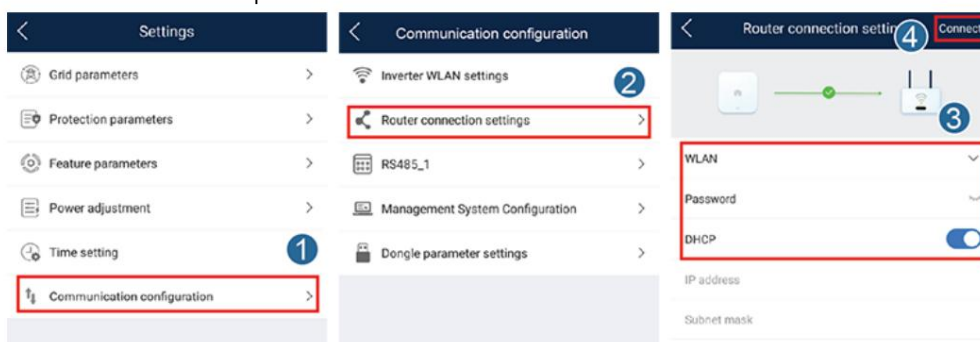 Settings
Grid parameters
Protection parameters
Feature parameters
Power adjustment
Time setting
1
Communication configuration
Communication configuration
Inverter WLAN settings
2
Router connection settings
RS485_1
Management System Configuration
Dongle parameter settings
Router connection settin
4
Connect
3
WLAN
Password
DHCP
IP address
Subnet mask